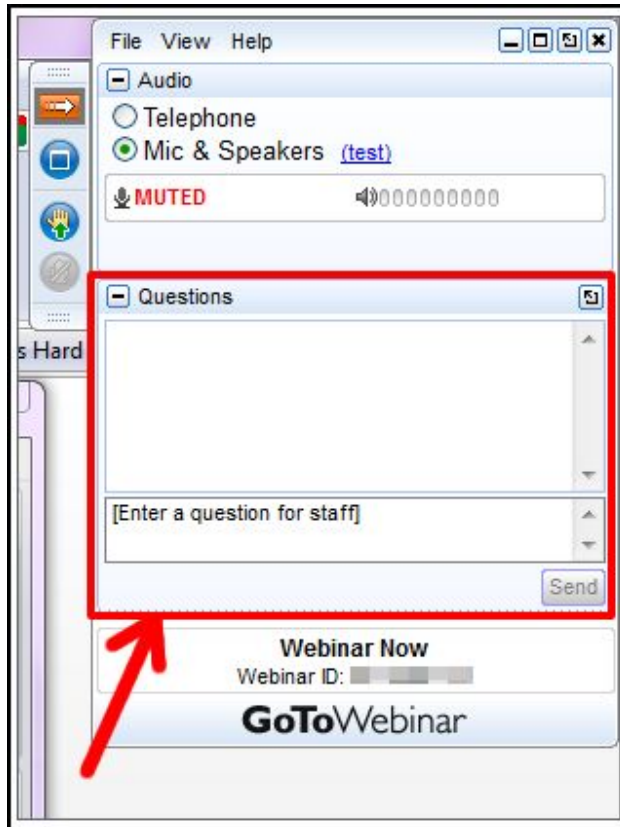 File View Help
Audio
Telephone
Mic & Speakers (test)
MUTED 000000000
Questions
s Hard
[Enter a question for staff]
Send
Webinar Now
Webinar ID:
GoToWebinar